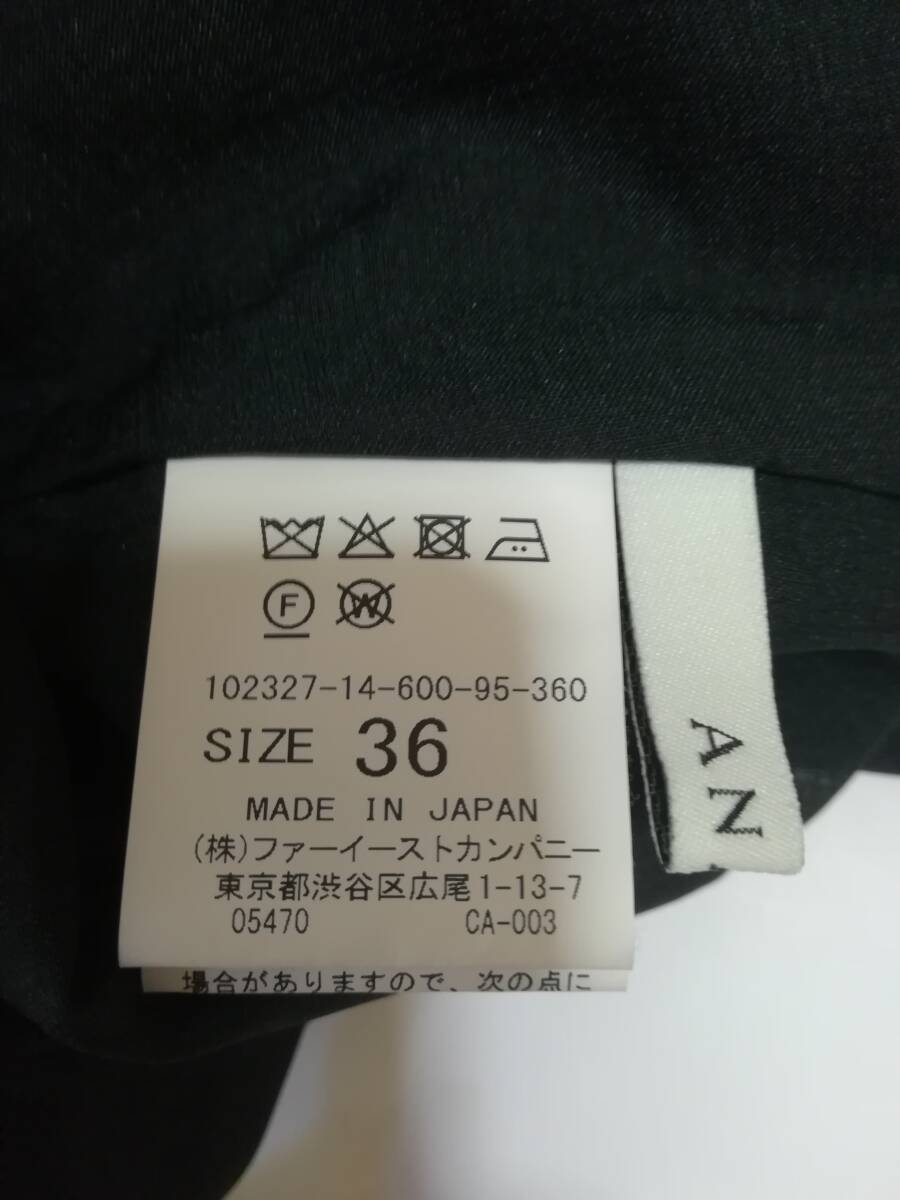 F
W
102327-14-600-95-360
SIZE 36
MADE IN JAPAN
(株)ファーイーストカンパニー
東京都渋谷区広尾1-13-7
05470 CA-003
場合がありますので、次の点に
AN